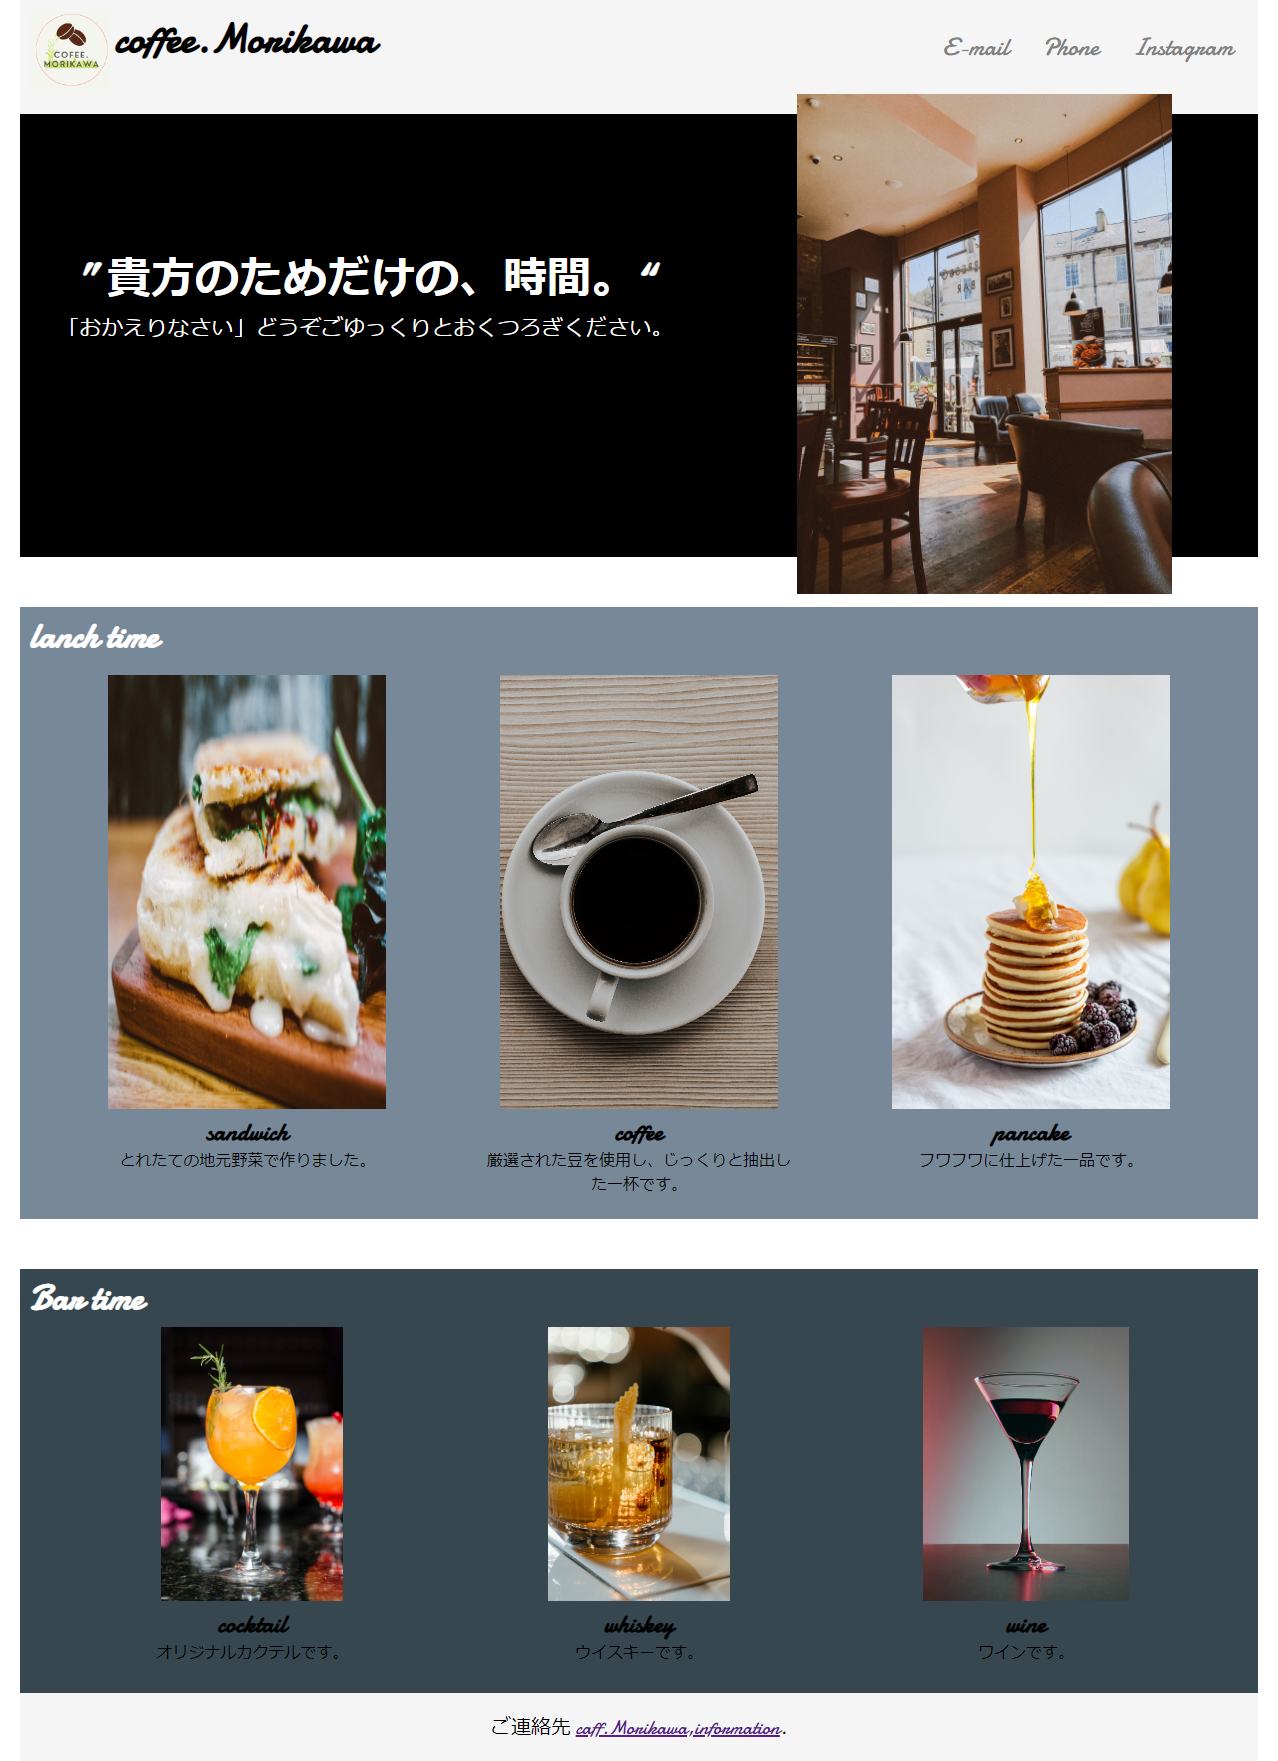 COFEE.
MORIKAWA
coffee. Morikawa
E-mail Phone Instagram
”貴方のためだけの、時間。“
「おかえりなさい」どうぞごゆっくりとおくつろぎください。
lanch time
sandwich
とれたての地元野菜で作りました。
coffee
厳選された豆を使用し、じっくりと抽出し
た一杯です。
pancake
フワフワに仕上げた一品です。
Bar time
cocktail
オリジナルカクテルです。
whiskey
ウイスキーです。
wine
ワインです。
ご連絡先 caff. Morikawa,information.